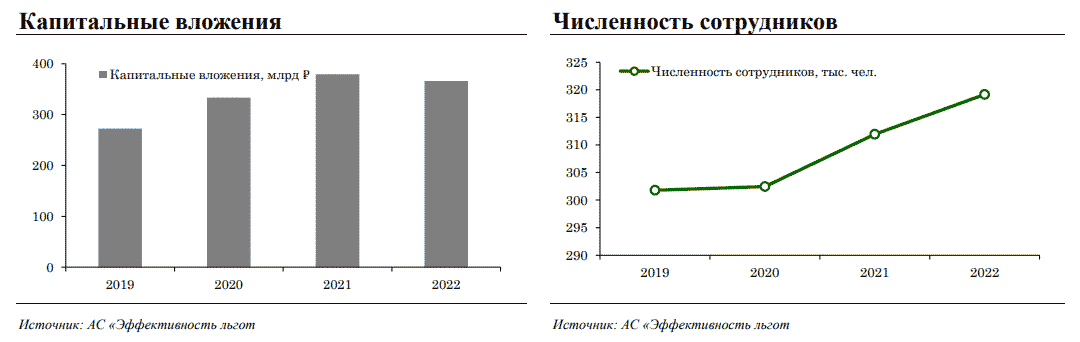 Капитальные вложения
Капитальные вложения, млрд ₽
400
300
200
100
0
2019 2020 2021 2022
Источник: АС «Эффективность льгот
Численность сотрудников
Численность сотрудников, тыс. чел.
325
320
315
310
305
300
295
290
2019 2020 2021 2022
Источник: АС «Эффективность льгот